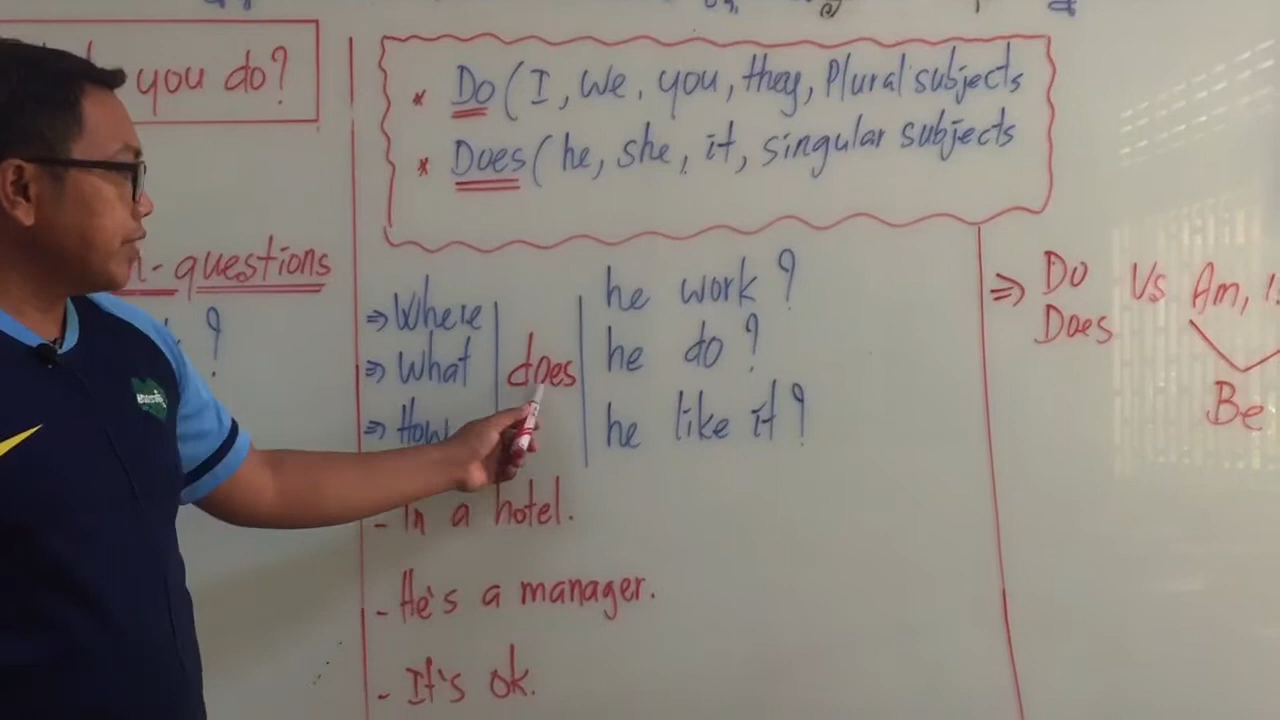 you do?
* Do (I, we, you, they, Plural subjects
* Does (he, she, it, singular subjects
-questions
?
⇒ Where
⇒ What
⇒ How
does
he work ?
he do ?
he like it ?
- In a hotel.
- He's a manager.
- It's ok.
⇒ Do
Does
Vs Am,
Be